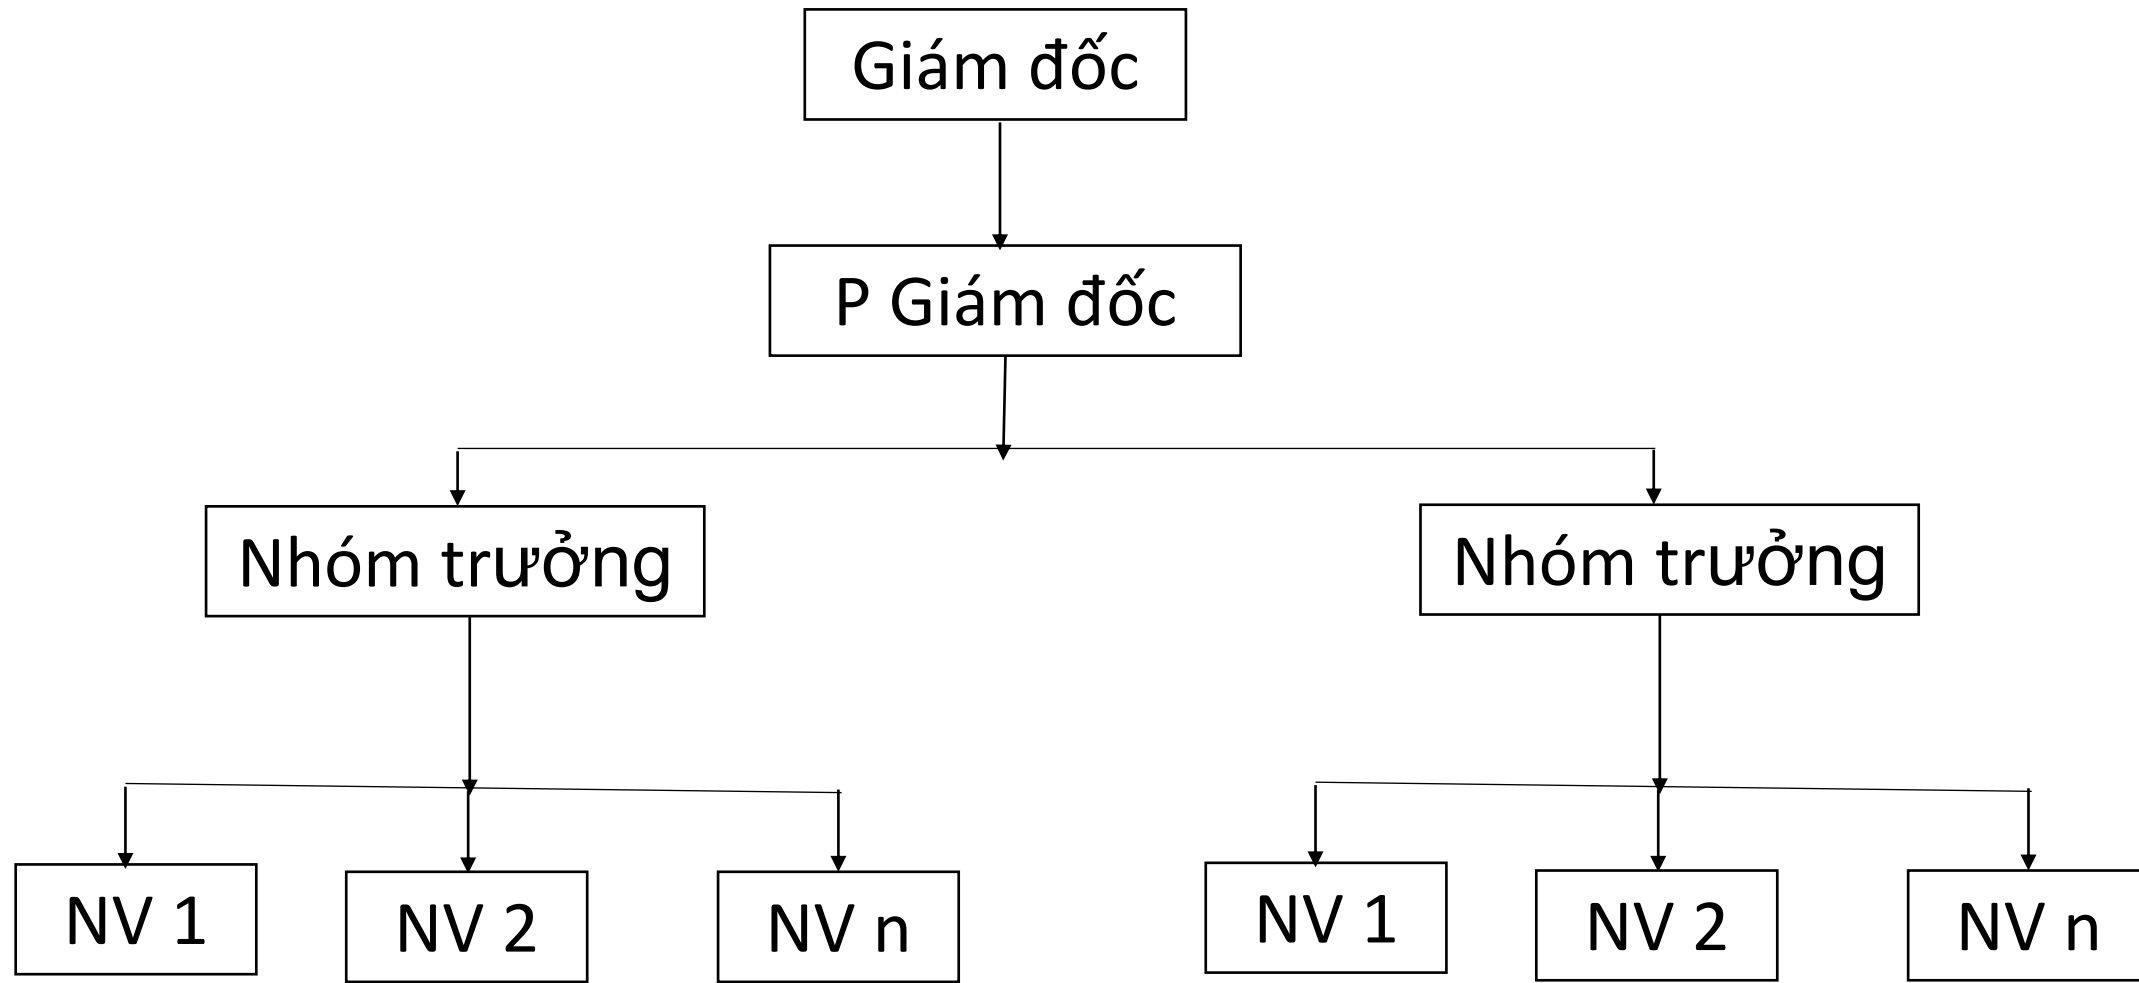 Giám đốc
P Giám đốc
Nhóm trưởng
Nhóm trưởng
NV 1
NV 2
NV n
NV 1
NV 2
NV n